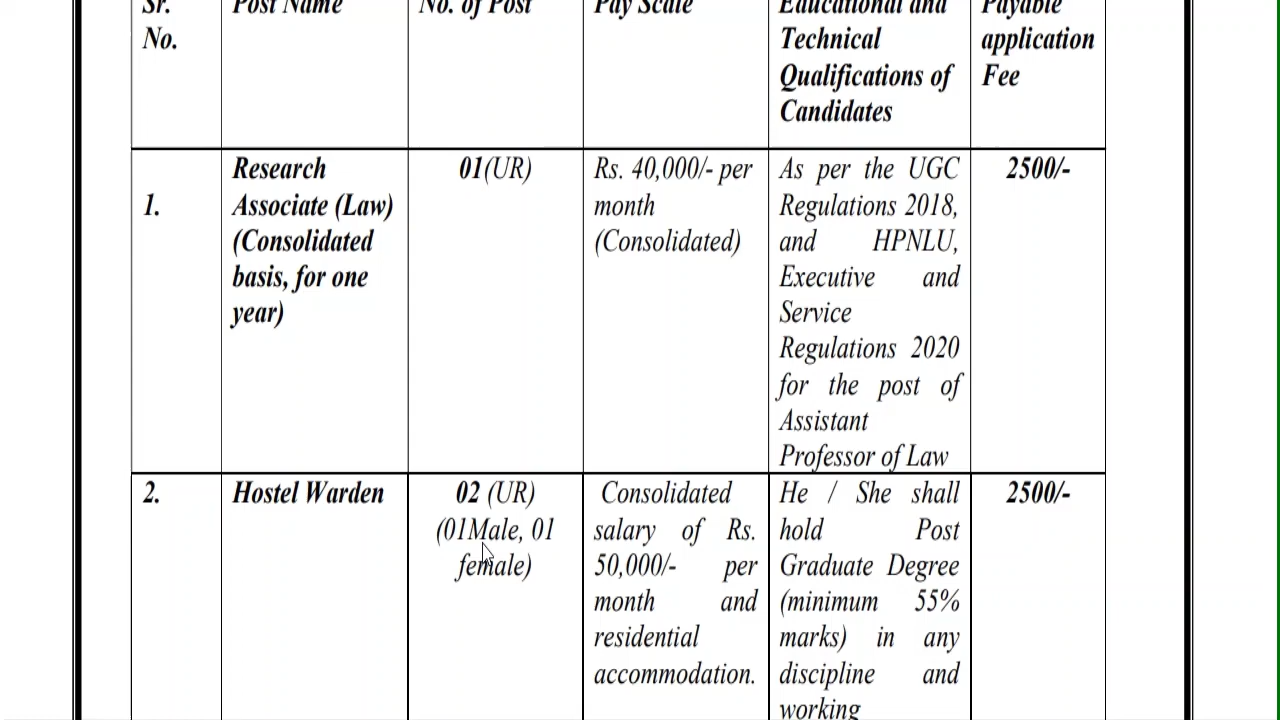 Sr. No.
Post Name
No. of Post
Pay Scale
Educational and
Technical
Qualifications of
Candidates
Payable
application
Fee
1.
Research
Associate (Law)
(Consolidated
basis, for one
year)
01(UR)
Rs. 40,000/- per
month
(Consolidated)
As per the UGC
Regulations 2018,
and HPNLU,
Executive and
Service
Regulations 2020
for the post of
Assistant
Professor of Law
2500/-
2.
Hostel Warden
02 (UR)
(01Male, 01
female)
Consolidated
salary of Rs.
50,000/- per
month and
residential
accommodation.
He / She shall
hold Post
Graduate Degree
(minimum 55%
marks) in any
discipline and
working
2500/-